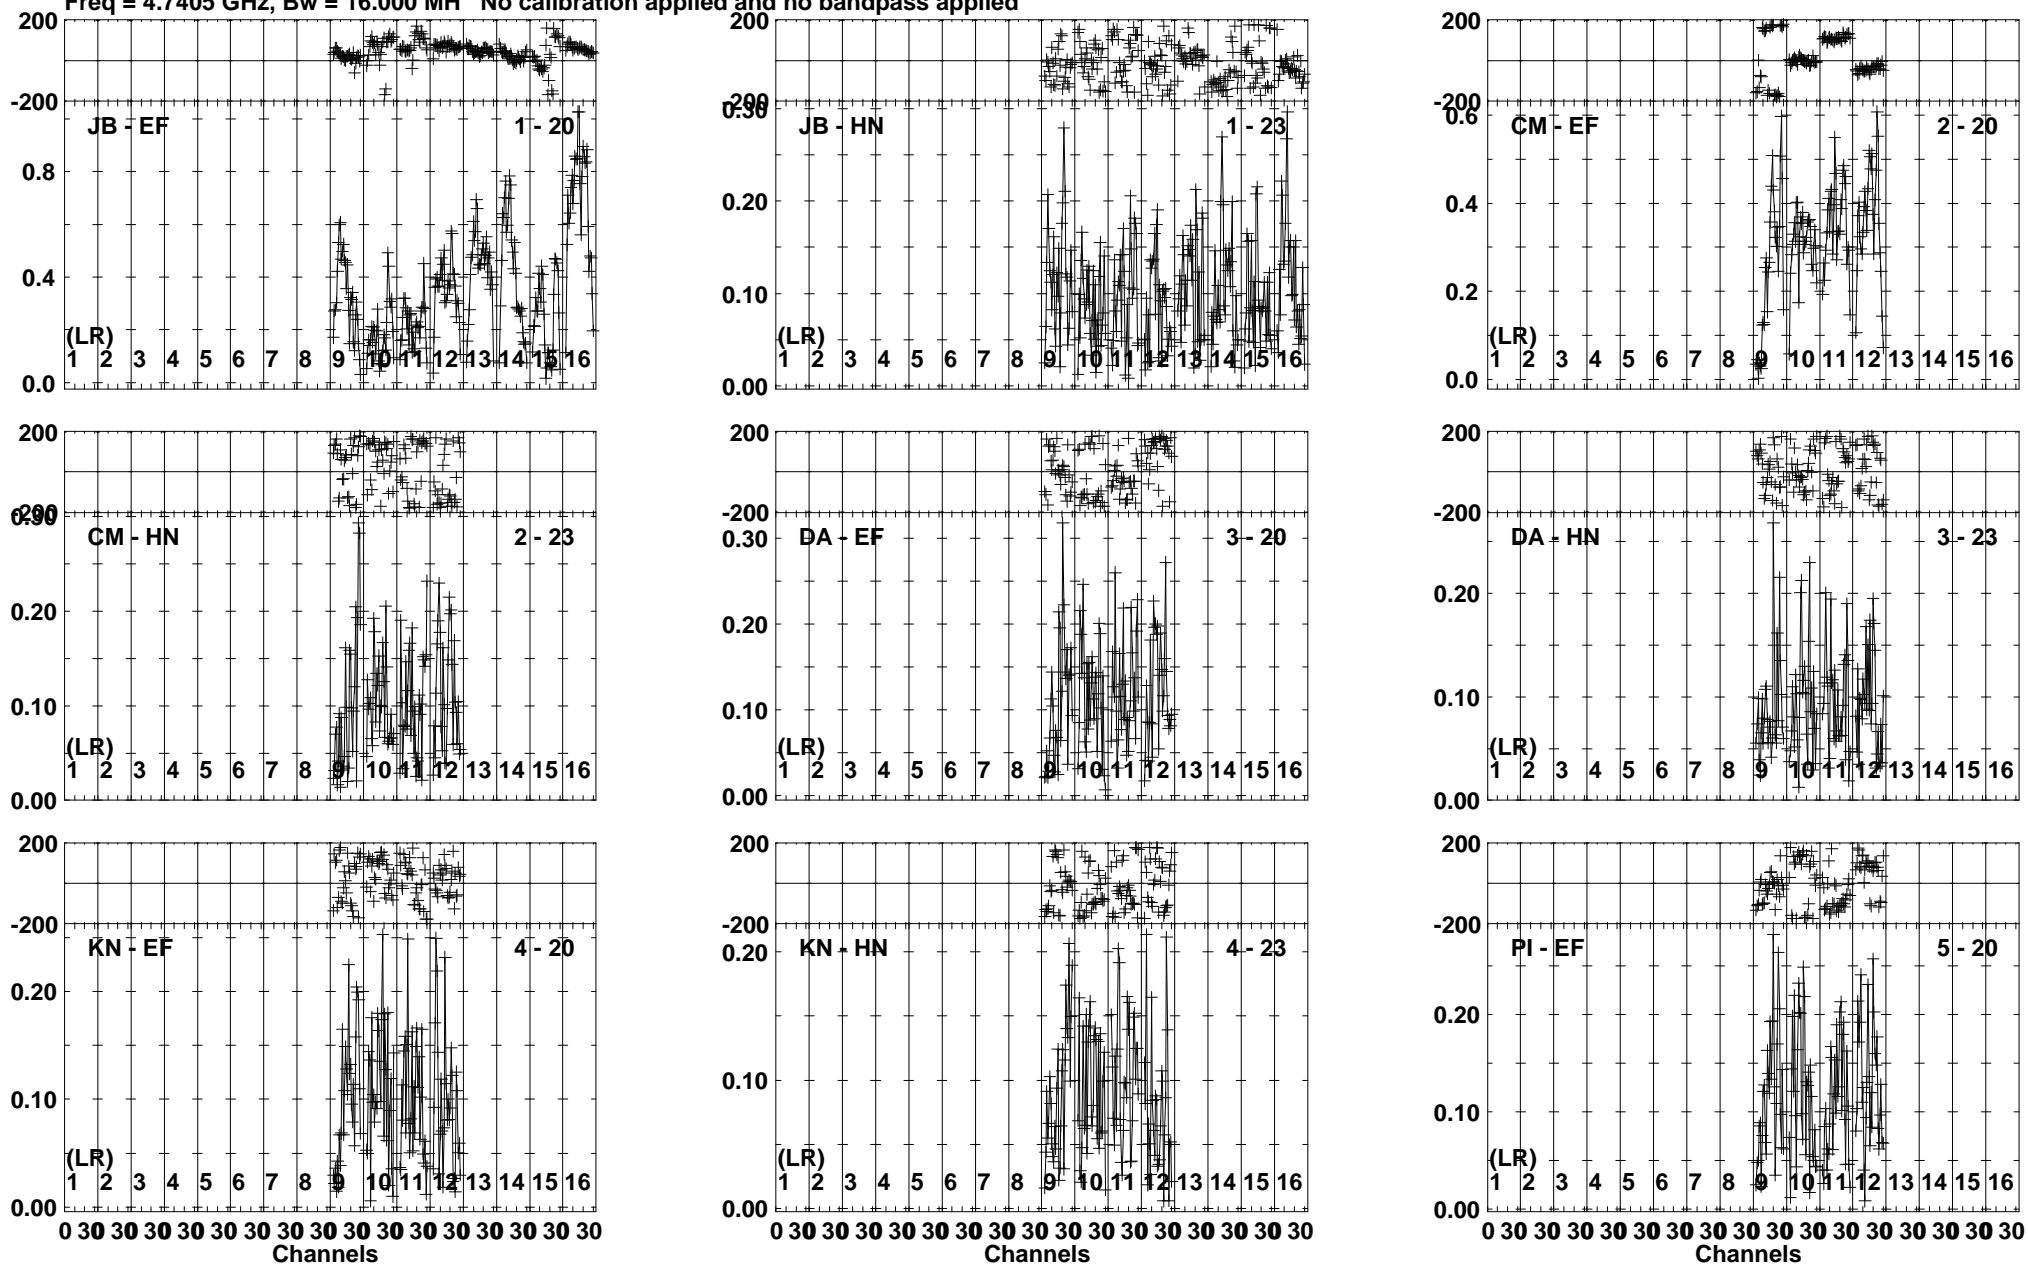 Freq = 4.7405 GHz, Bw = 16.000 MH No calibration applied and no bandpass applied
200
-200
JB - EF 1 - 20
0.8
0.4
(LR)
1 2 3 4 5 6 7 8 9 10 11 12 13 14 15 16
0.0
200
-200
0.30
JB - HN 1 - 23
0.20
0.10
(LR)
1 2 3 4 5 6 7 8 9 10 11 12 13 14 15 16
0.00
200
-200
0.6
CM - EF 2 - 20
0.4
0.2
(LR)
1 2 3 4 5 6 7 8 9 10 11 12 13 14 15 16
0.0
200
-200
0.30
CM - HN 2 - 23
0.20
0.10
(LR)
1 2 3 4 5 6 7 8 9 10 11 12 13 14 15 16
0.00
200
-200
0.30
DA - EF 3 - 20
0.20
0.10
(LR)
1 2 3 4 5 6 7 8 9 10 11 12 13 14 15 16
0.00
200
-200
DA - HN 3 - 23
0.20
0.10
(LR)
1 2 3 4 5 6 7 8 9 10 11 12 13 14 15 16
0.00
200
-200
KN - EF 4 - 20
0.20
0.10
(LR)
1 2 3 4 5 6 7 8 9 10 11 12 13 14 15 16
0.00
0 30 30 30 30 30 30 30 30 30 30 30 30 30 30 30 30
Channels
200
-200
KN - HN 4 - 23
0.20
0.10
(LR)
1 2 3 4 5 6 7 8 9 10 11 12 13 14 15 16
0.00
0 30 30 30 30 30 30 30 30 30 30 30 30 30 30 30 30
Channels
200
-200
PI - EF 5 - 20
0.20
0.10
(LR)
1 2 3 4 5 6 7 8 9 10 11 12 13 14 15 16
0.00
0 30 30 30 30 30 30 30 30 30 30 30 30 30 30 30 30
Channels